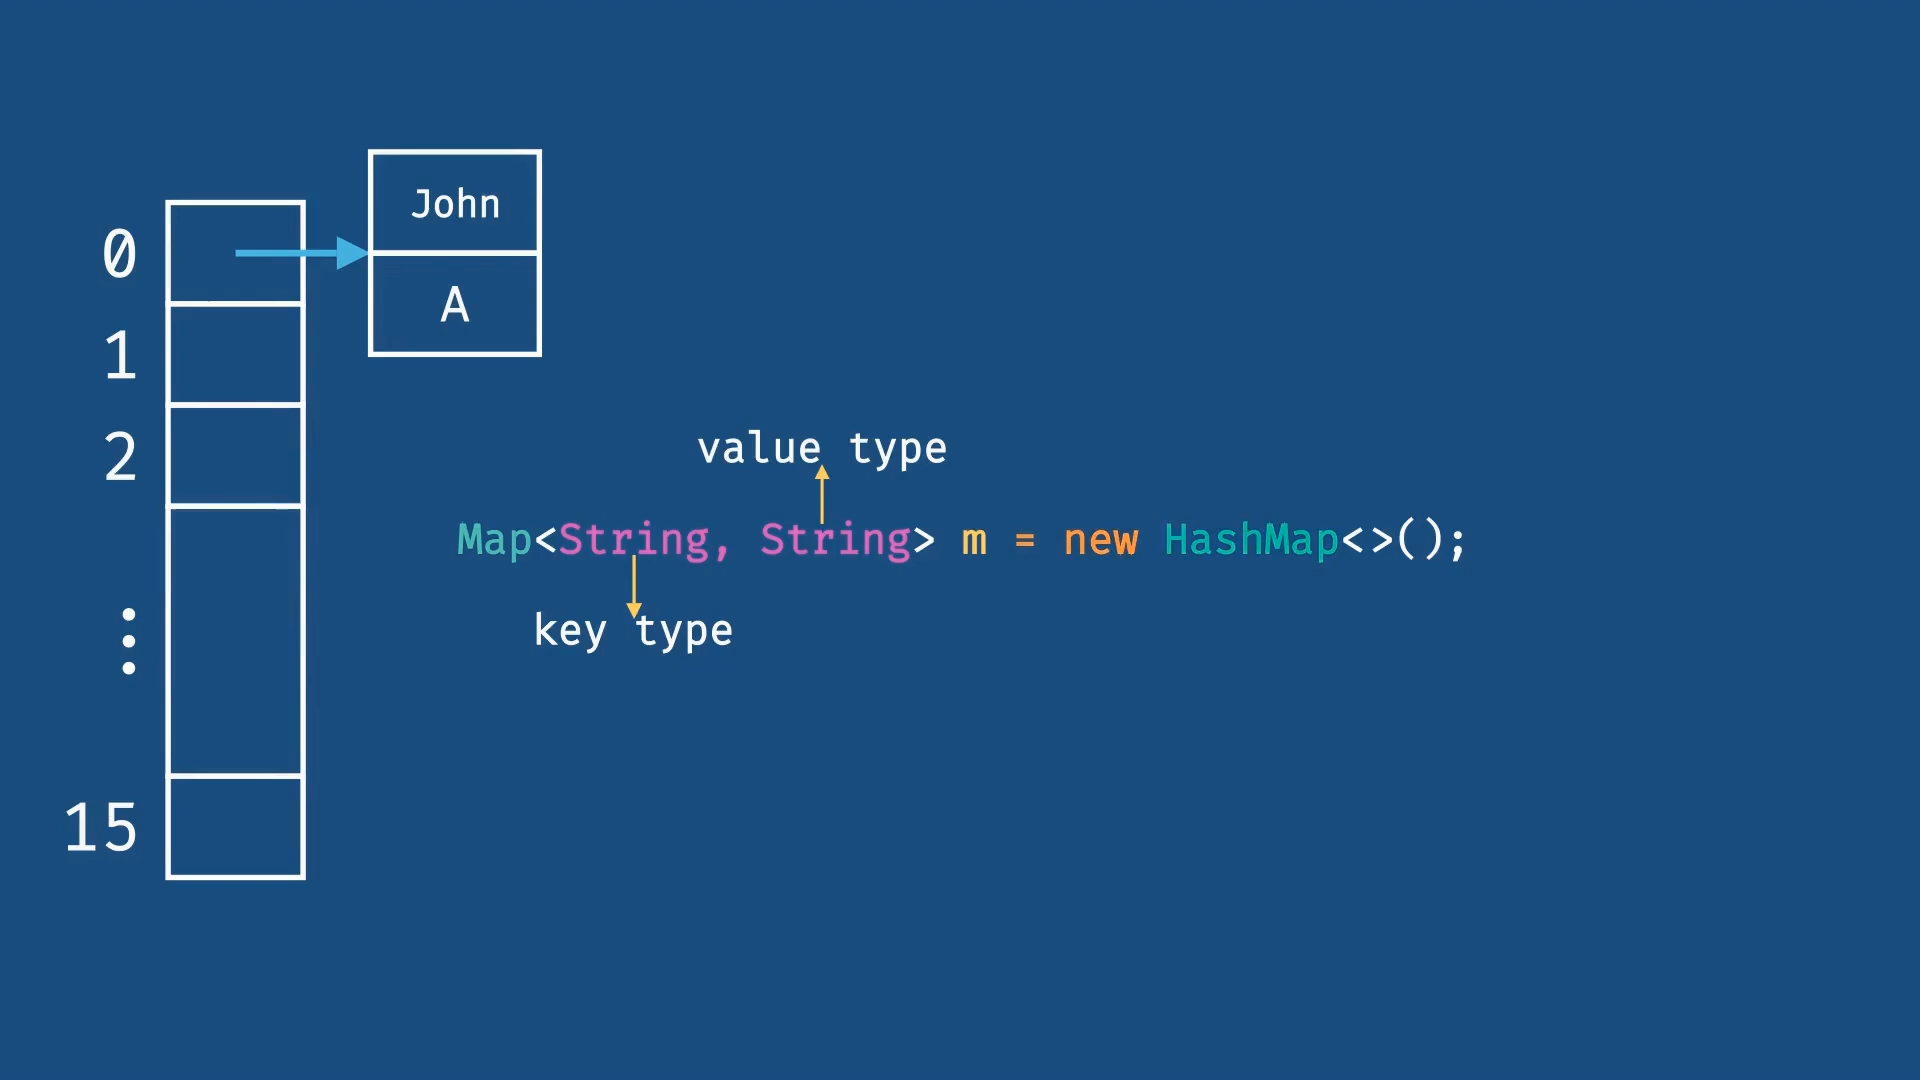 John
0
A
1
2
value type
Map<String, String> m = new HashMap<>();
key type
15